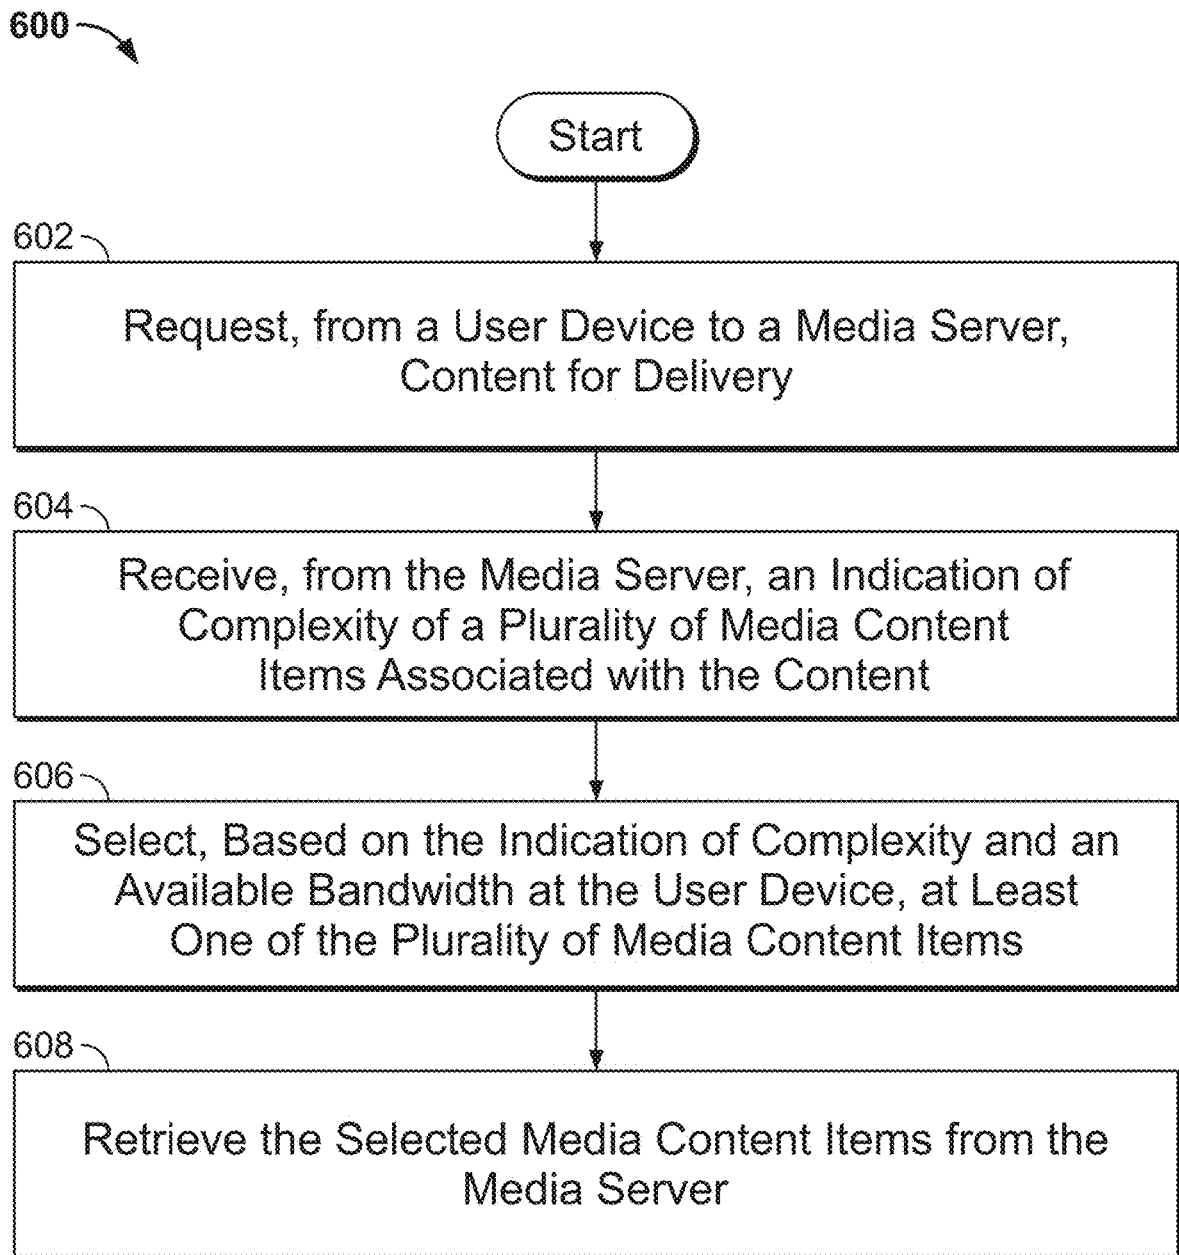 600
Start
602
Request, from a User Device to a Media Server,
Content for Delivery
604
Receive, from the Media Server, an Indication of
Complexity of a Plurality of Media Content
Items Associated with the Content
606
Select, Based on the Indication of Complexity and an
Available Bandwidth at the User Device, at Least
One of the Plurality of Media Content Items
608
Retrieve the Selected Media Content Items from the
Media Server